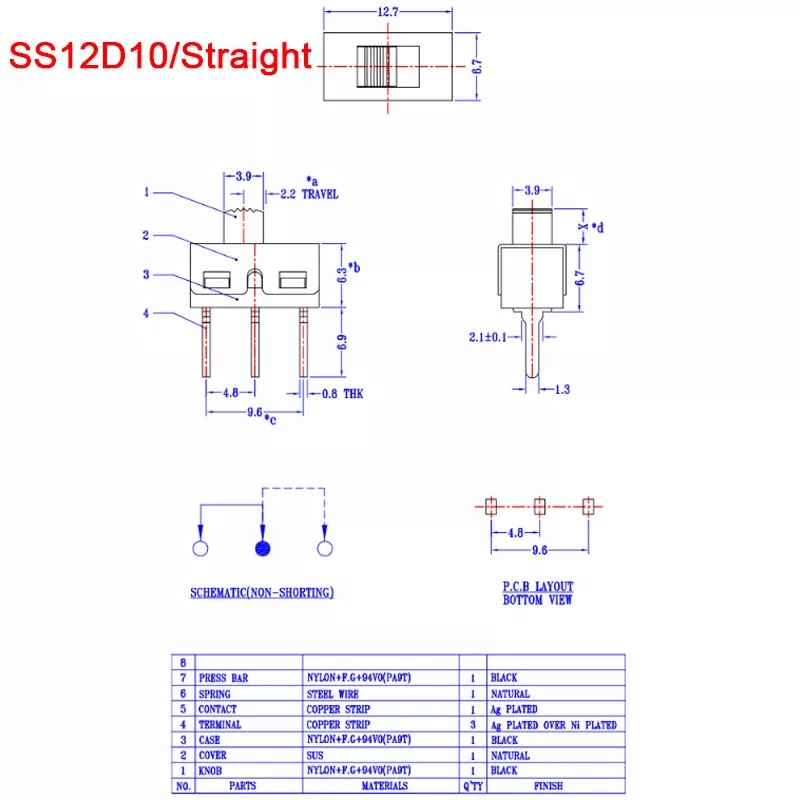 12.7
SS12D10/Straight
6.7
3.9
*a
2.2 TRAVEL
1
2
3
4
6.3
*b
6.9
4.8
0.8 THK
9.6
*c
3.9
X
*d
6.7
2.1±0.1
1.3
SCHEMATIC(NON-SHORTING)
4.8
9.6
P.C.B LAYOUT
BOTTOM VIEW
8
7 PRESS BAR NYLON+F.G+94V0(PA9T) 1 BLACK
6 SPRING STEEL WIRE 1 NATURAL
5 CONTACT COPPER STRIP 1 Ag PLATED
4 TERMINAL COPPER STRIP 3 Ag PLATED OVER Ni PLATED
3 CASE NYLON+F.G+94V0(PA9T) 1 BLACK
2 COVER SUS 1 NATURAL
1 KNOB NYLON+F.G+94V0(PA9T) 1 BLACK
NO. PARTS MATERIALS Q'TY FINISH